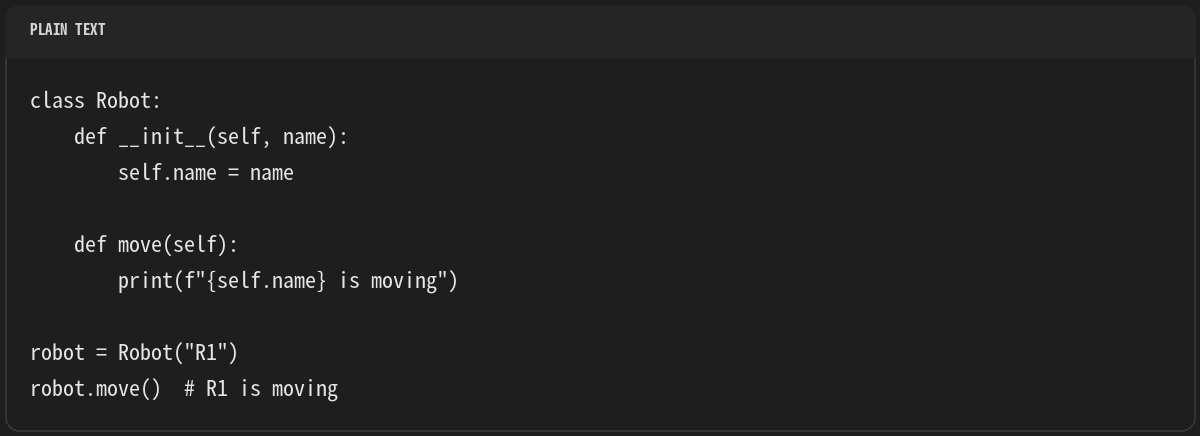 PLAIN TEXT
class Robot:
    def __init__(self, name):
        self.name = name

    def move(self):
        print(f"{self.name} is moving")

robot = Robot("R1")
robot.move()  # R1 is moving